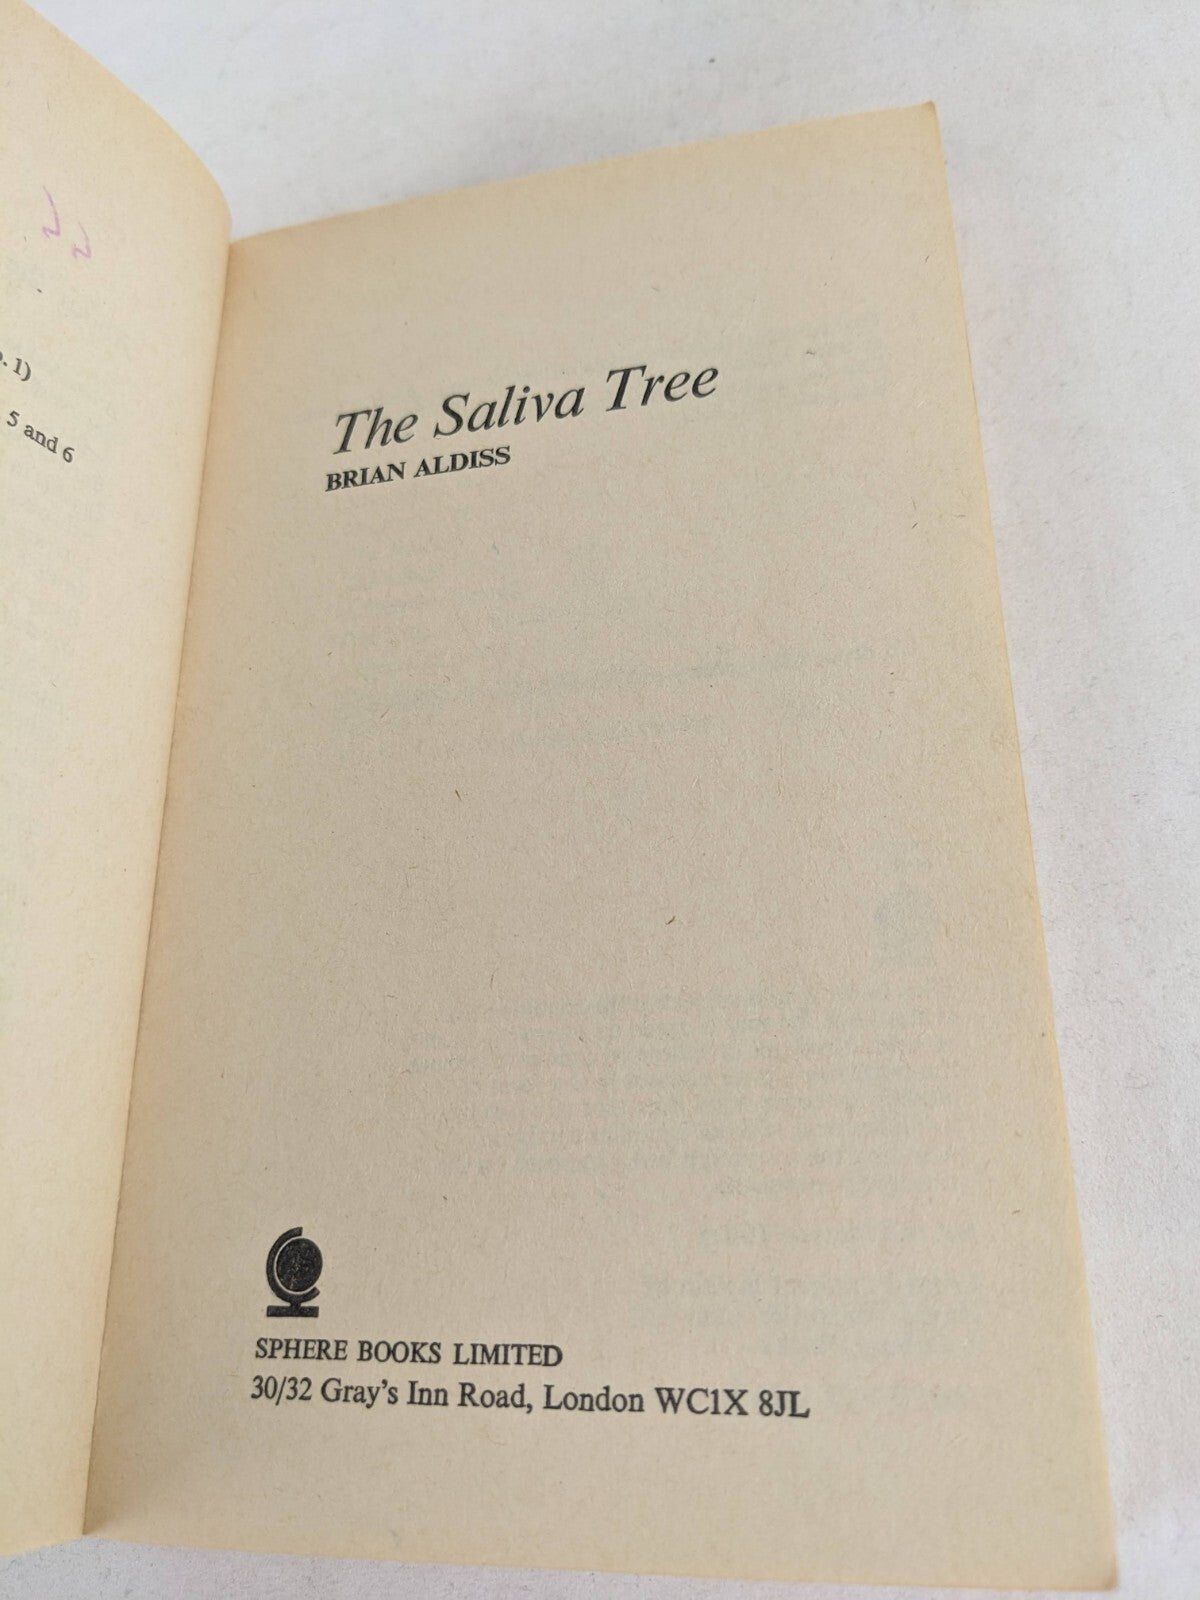 . 1)
5 and 6
The Saliva Tree
BRIAN ALDISS
SPHERE BOOKS LIMITED
30/32 Gray's Inn Road, London WC1X 8JL